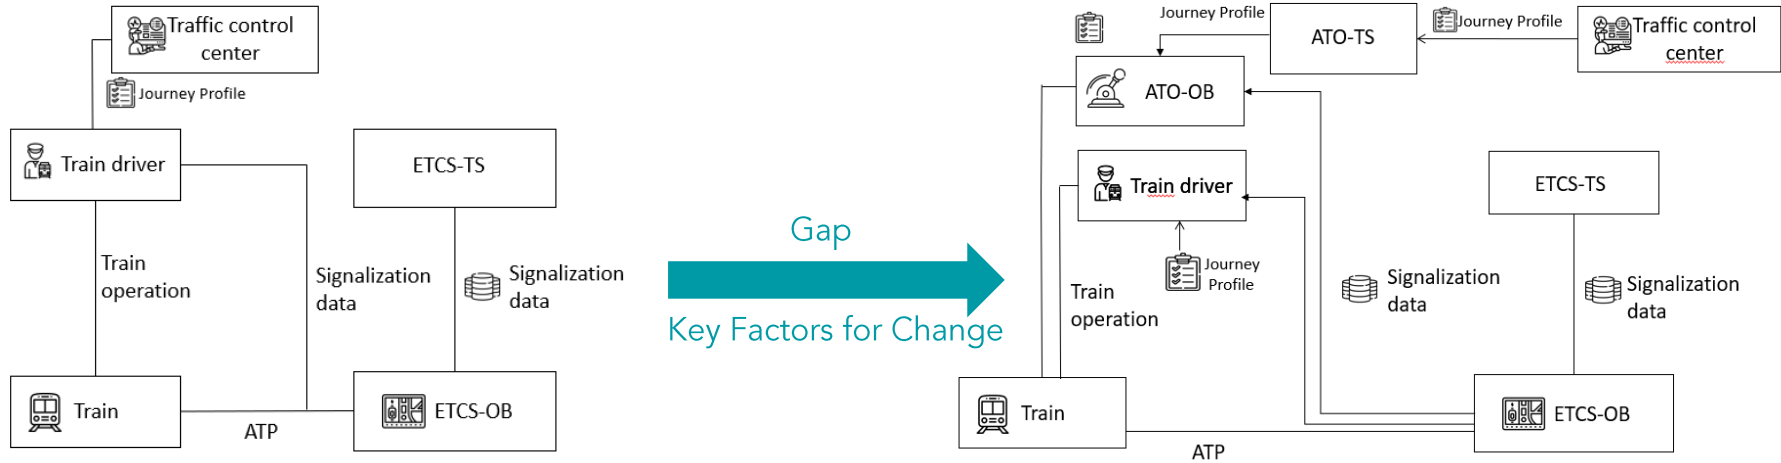 Traffic control
center
Journey Profile
Train driver
ETCS-TS
Train
operation
Signalization
data
Signalization
data
Train
ATP
ETCS-OB
Gap
Key Factors for Change
Journey Profile
ATO-TS
Journey Profile
Traffic control
center
ATO-OB
Train driver
ETCS-TS
Journey
Profile
Train
operation
Signalization
data
Signalization
data
Train
ATP
ETCS-OB